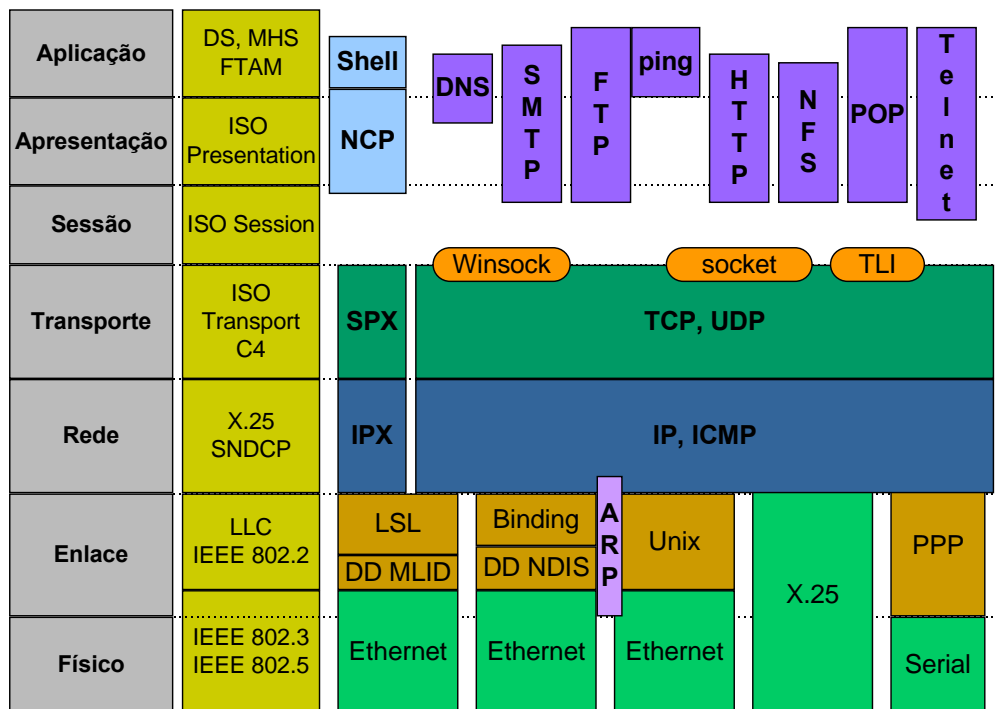 Aplicação
DS, MHS
FTAM
Shell
DNS
SMTP
FTP
ping
HTTP
NFS
POP
Telnet
Apresentação
ISO
Presentation
NCP
Sessão
ISO Session
Winsock
socket
TLI
Transporte
ISO
Transport
C4
SPX
TCP, UDP
Rede
X.25
SNDCP
IPX
IP, ICMP
Enlace
LLC
IEEE 802.2
LSL
DD MLID
Binding
DD NDIS
ARP
Unix
X.25
PPP
Físico
IEEE 802.3
IEEE 802.5
Ethernet
Ethernet
Ethernet
Serial